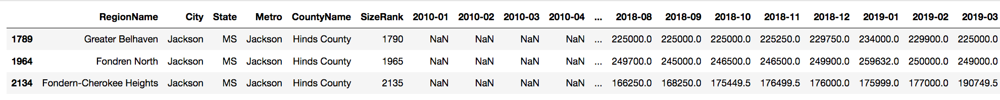 RegionName City State Metro CountyName SizeRank 2010-01 2010-02 2010-03 2010-04 ... 2018-08 2018-09 2018-10 2018-11 2018-12 2019-01 2019-02 2019-03
1789 Greater Belhaven Jackson MS Jackson Hinds County 1790 NaN NaN NaN NaN ... 225000.0 225000.0 225000.0 225250.0 229750.0 234000.0 229900.0 225000.0
1964 Fondren North Jackson MS Jackson Hinds County 1965 NaN NaN NaN NaN ... 249700.0 245000.0 246500.0 246500.0 249900.0 259632.0 250000.0 249000.0
2134 Fondern-Cherokee Heights Jackson MS Jackson Hinds County 2135 NaN NaN NaN NaN ... 166250.0 168250.0 175449.5 176499.5 176000.0 175999.0 177000.0 190749.5